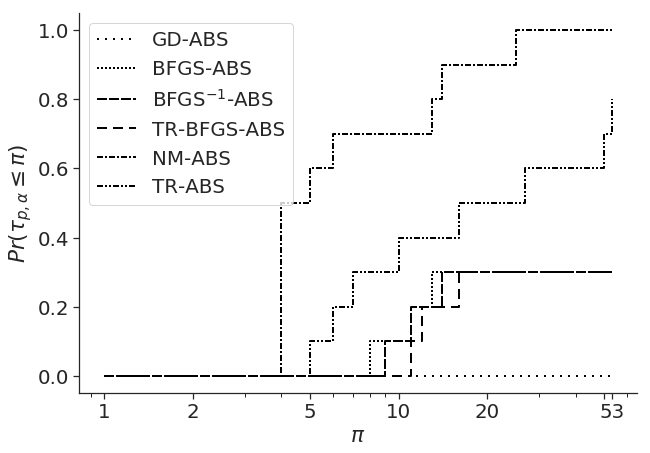 1.0
0.8
0.6
0.4
0.2
0.0
Pr(τ_{p,α} ≤ π)
GD-ABS
BFGS-ABS
BFGS⁻¹-ABS
TR-BFGS-ABS
NM-ABS
TR-ABS
1 2 5 10 20 53
π